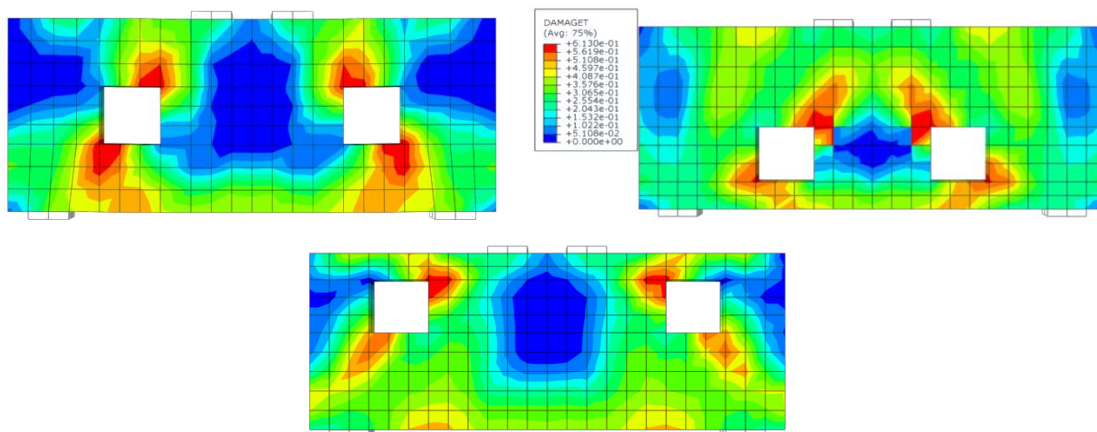 DAMAGET
(Avg: 75%)
+6.130e-01
+5.619e-01
+5.108e-01
+4.597e-01
+4.087e-01
+3.576e-01
+3.065e-01
+2.554e-01
+2.043e-01
+1.532e-01
+1.022e-01
+5.108e-02
+0.000e+00